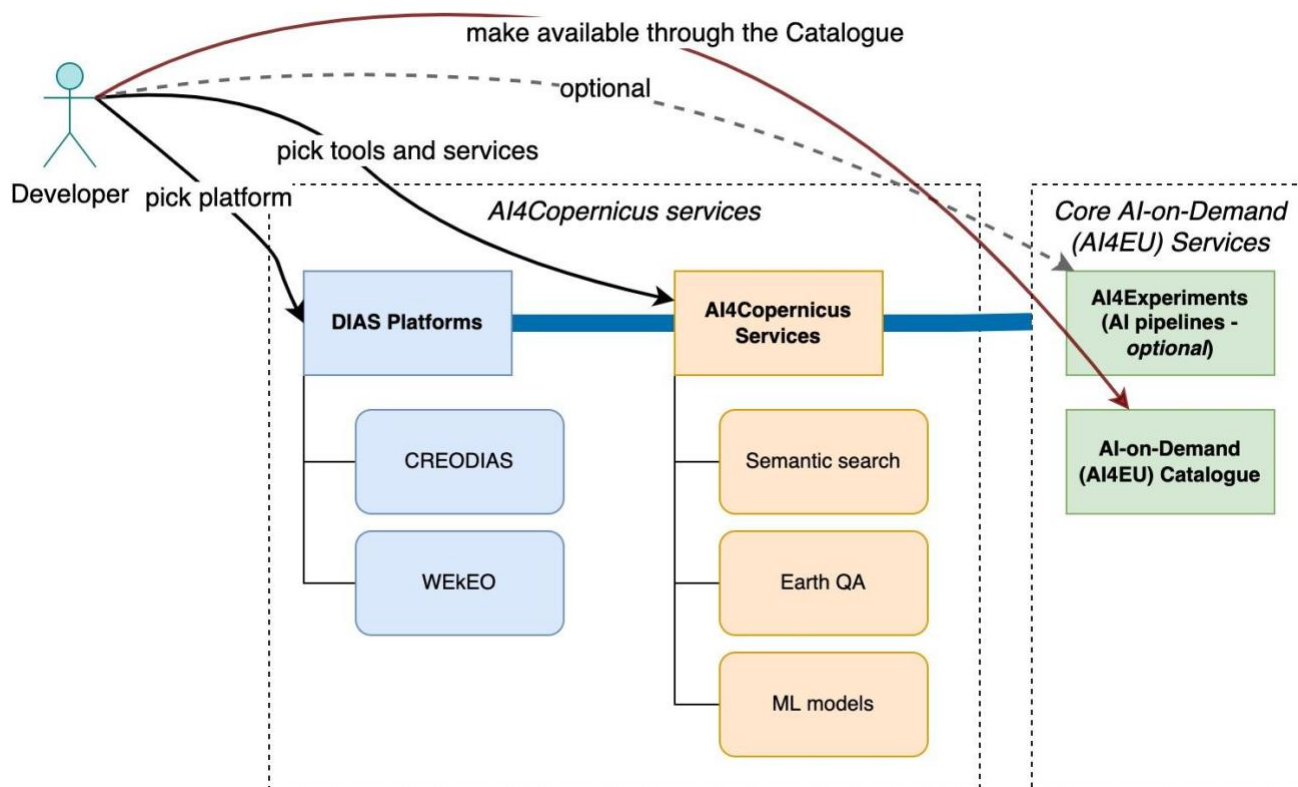 make available through the Catalogue
optional
pick tools and services
Developer
pick platform
AI4Copernicus services
Core AI-on-Demand
(AI4EU) Services
DIAS Platforms
AI4Copernicus
Services
AI4Experiments
(AI pipelines -
optional)
CREODIAS
Semantic search
AI-on-Demand
(AI4EU) Catalogue
WEkEO
Earth QA
ML models